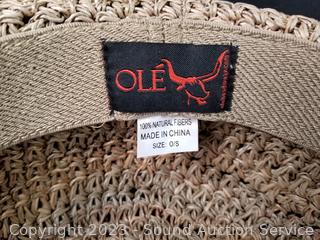 OLÉ
100% NATURAL FIBERS
MADE IN CHINA
SIZE: O/S
Copyright 2023 - Sound Auction Service